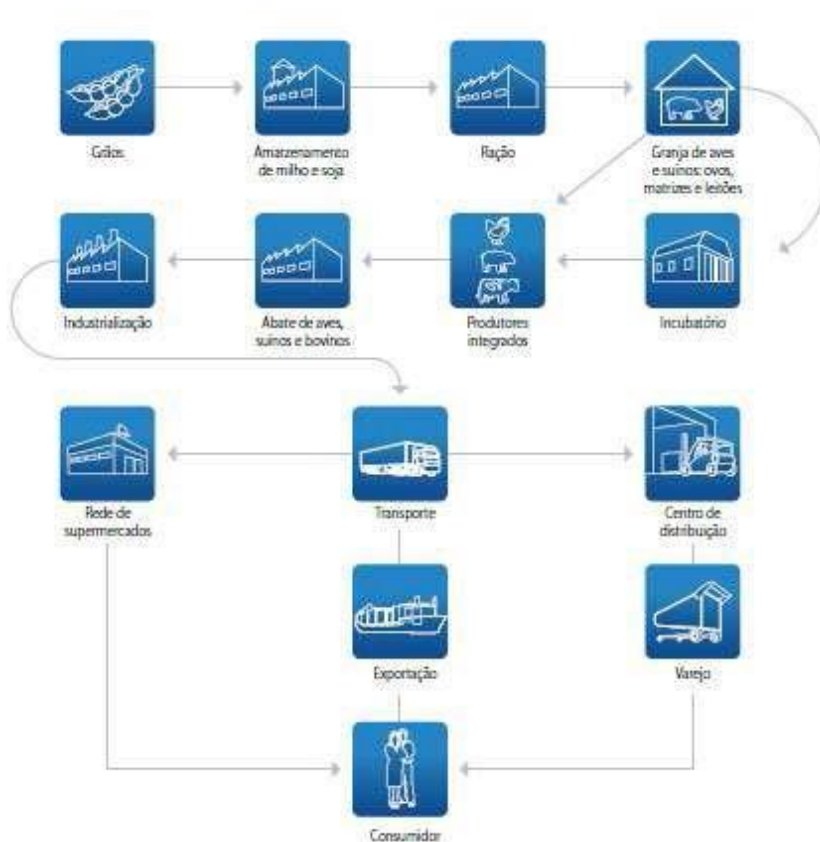 Grãos
Armazenamento
de milho e soja
Ração
Granja de aves
e suínos: ovos,
matrizes e leitões
Industrialização
Abate de aves,
suínos e bovinos
Produtores
integrados
Incubatório
Rede de
supermercados
Transporte
Centro de
distribuição
Exportação
Varejo
Consumidor